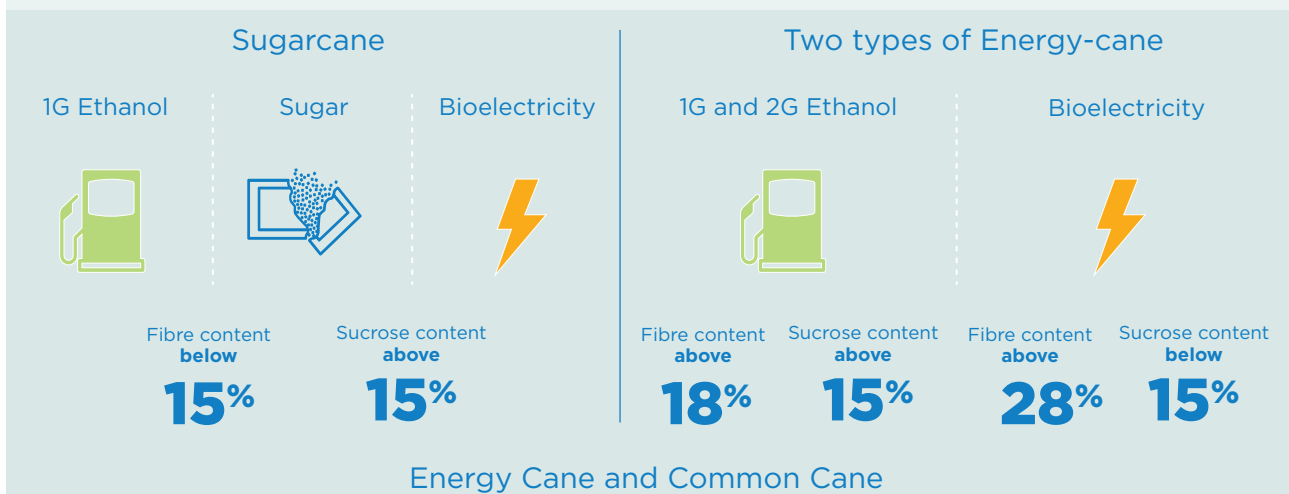 Sugarcane
Two types of Energy-cane
1G Ethanol
Sugar
Bioelectricity
1G and 2G Ethanol
Bioelectricity
Fibre content
below
15%
Sucrose content
above
15%
Fibre content
above
18%
Sucrose content
above
15%
Fibre content
above
28%
Sucrose content
below
15%
Energy Cane and Common Cane